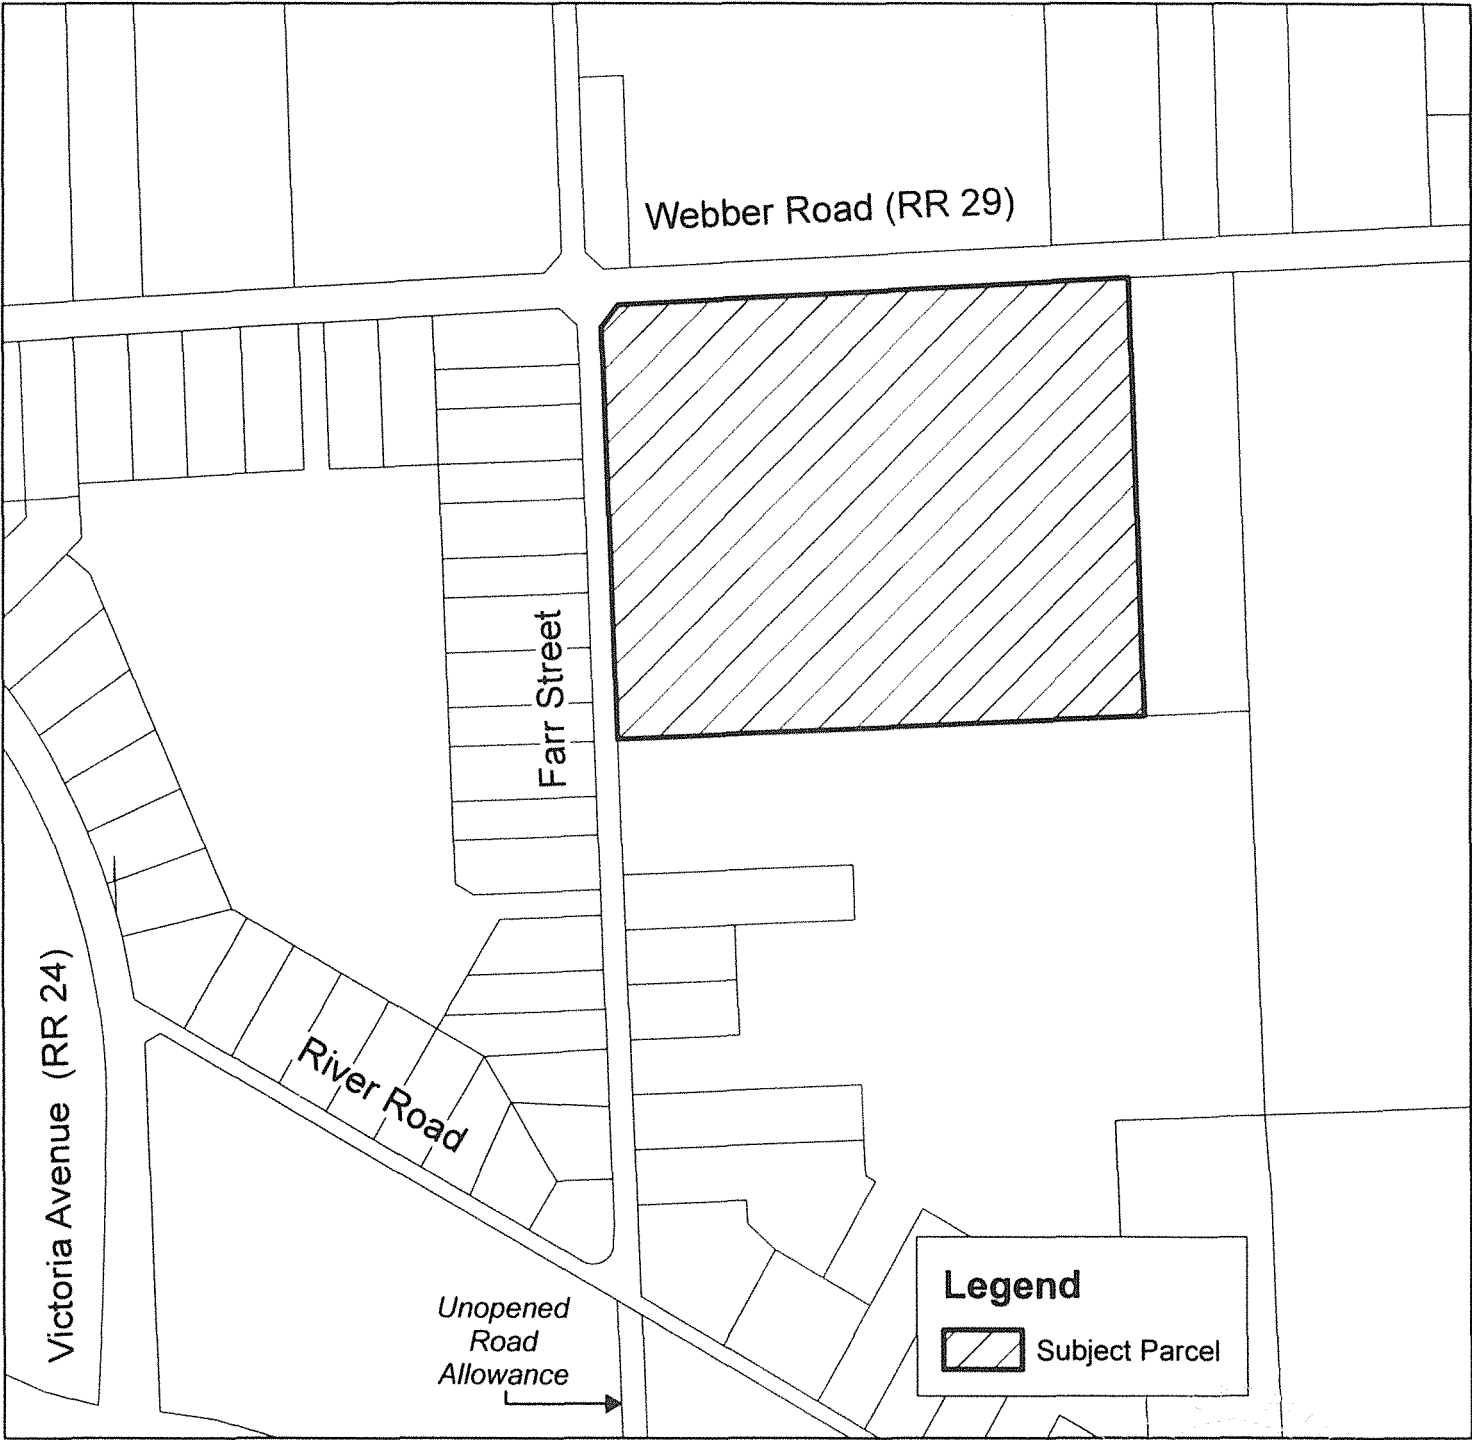 Webber Road (RR 29)
Farr Street
Victoria Avenue (RR 24)
River Road
Unopened
Road
Allowance
Legend
Subject Parcel